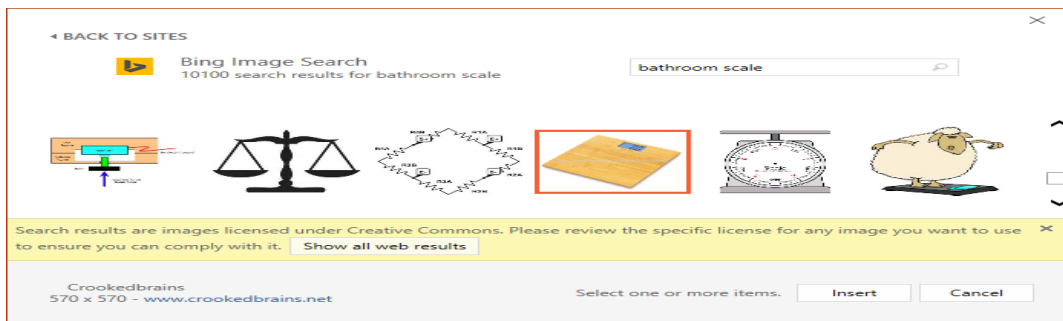 ◂ BACK TO SITES
Bing Image Search
10100 search results for bathroom scale
bathroom scale
Search results are images licensed under Creative Commons. Please review the specific license for any image you want to use
to ensure you can comply with it. Show all web results
Crookedbrains
570 x 570 - www.crookedbrains.net
Select one or more items. Insert Cancel